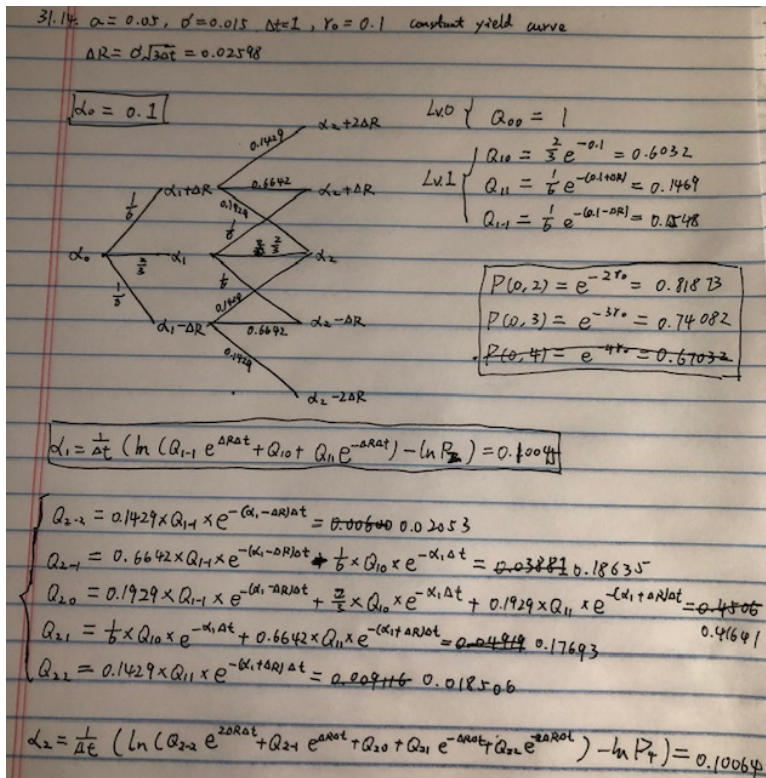 31.14. a = 0.05, σ = 0.015, Δt = 1, r₀ = 0.1 constant yield curve
ΔR = σ√3Δt = 0.02598
α₀ = 0.1
Lv.0 { Q₀₀ = 1
Lv.1 { Q₁₀ = 2/3 e^-0.1 = 0.6032
Q₁₁ = 1/6 e^-(0.1+ΔR) = 0.1469
Q₁₋₁ = 1/6 e^-(0.1-ΔR) = 0.1548
α₂+2ΔR
0.1429
α₁+ΔR
0.6642
α₂+ΔR
1/6
0.1929
1/6
α₀
2/3
α₁
2/3
α₂
1/6
1/6
0.1929
α₁-ΔR
0.6642
α₂-ΔR
0.1429
α₂-2ΔR
P(0,2) = e^-2r₀ = 0.81873
P(0,3) = e^-3r₀ = 0.74082
P(0,4) = e^-4r₀ = 0.67032
α₁ = 1/Δt (ln(Q₁₋₁ e^ΔRΔt + Q₁₀ + Q₁₁ e^-ΔRΔt) - ln P₂) =
Q₂₋₂ = 0.1429 × Q₁₋₁ × e^-(α₁-ΔR)Δt = 0.02053
Q₂₋₁ = 0.6642 × Q₁₋₁ × e^-(α₁-ΔR)Δt + 1/6 × Q₁₀ × e^-α₁Δt = 0.03881 0.18635
Q₂₀ = 0.1929 × Q₁₋₁ × e^-(α₁-ΔR)Δt + 2/3 × Q₁₀ × e^-α₁Δt + 0.1929 × Q₁₁ × e^-(α₁+ΔR)Δt = 0.4506
0.41641
Q₂₁ = 1/6 × Q₁₀ × e^-α₁Δt + 0.6642 × Q₁₁ × e^-(α₁+ΔR)Δt = 0.17693
Q₂₂ = 0.1429 × Q₁₁ × e^-(α₁+ΔR)Δt = 0.009116 0.018506
α₂ = 1/Δt (ln(Q₂₋₂ e^2ΔRΔt + Q₂₋₁ e^ΔRΔt + Q₂₀ + Q₂₁ e^-ΔRΔt + Q₂₂ e^-2ΔRΔt) - ln P₄) = 0.10064